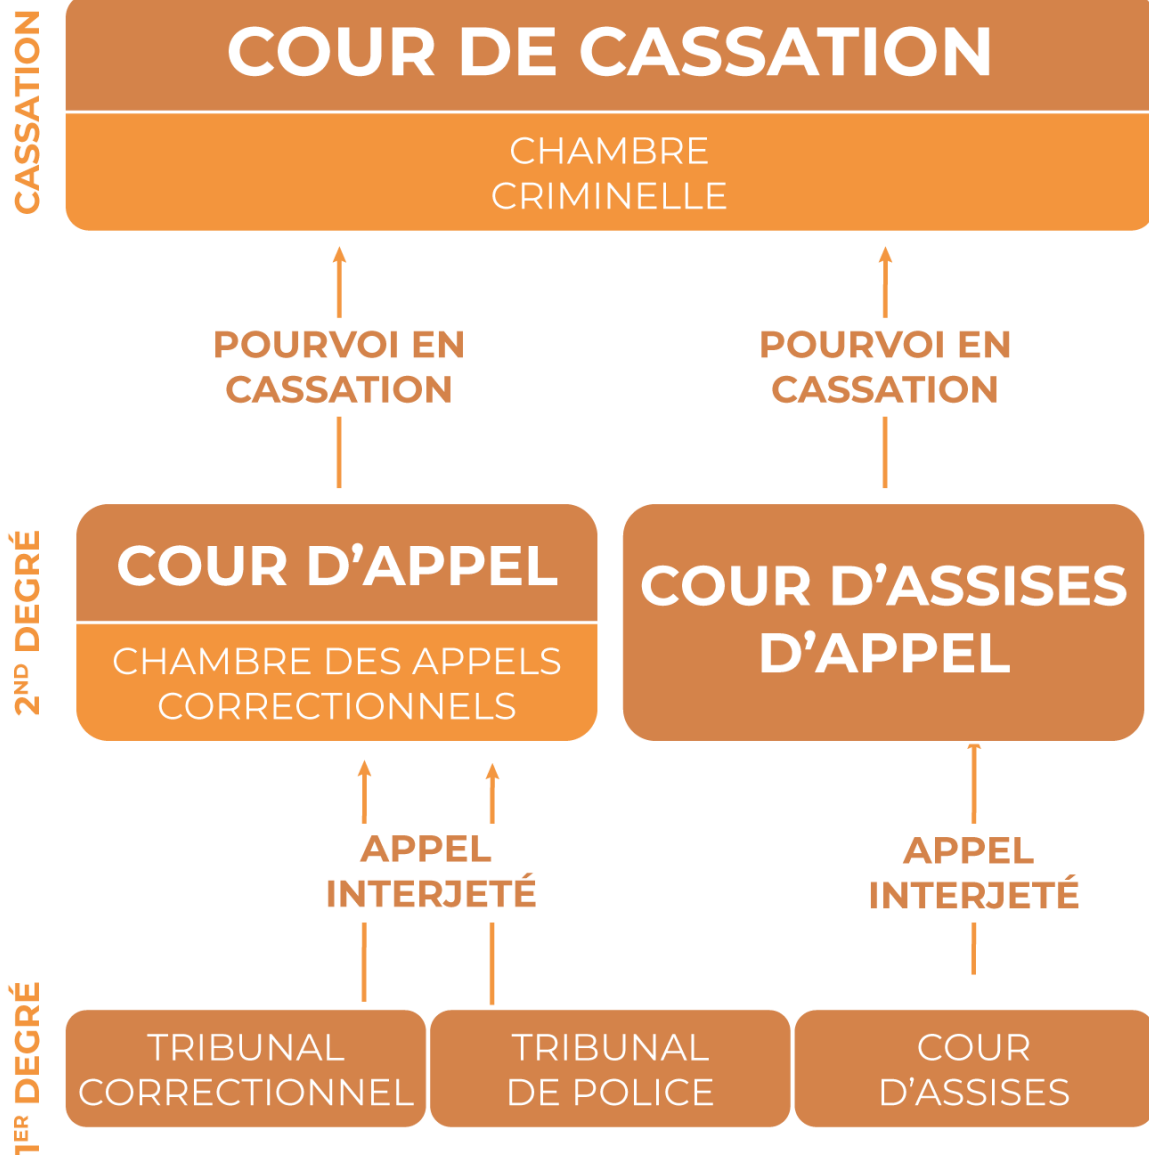 CASSATION
COUR DE CASSATION
CHAMBRE
CRIMINELLE
POURVOI EN
CASSATION
POURVOI EN
CASSATION
2ND DEGRÉ
COUR D’APPEL
CHAMBRE DES APPELS
CORRECTIONNELS
COUR D’ASSISES
D’APPEL
APPEL
INTERJETÉ
APPEL
INTERJETÉ
1ER DEGRÉ
TRIBUNAL
CORRECTIONNEL
TRIBUNAL
DE POLICE
COUR
D’ASSISES